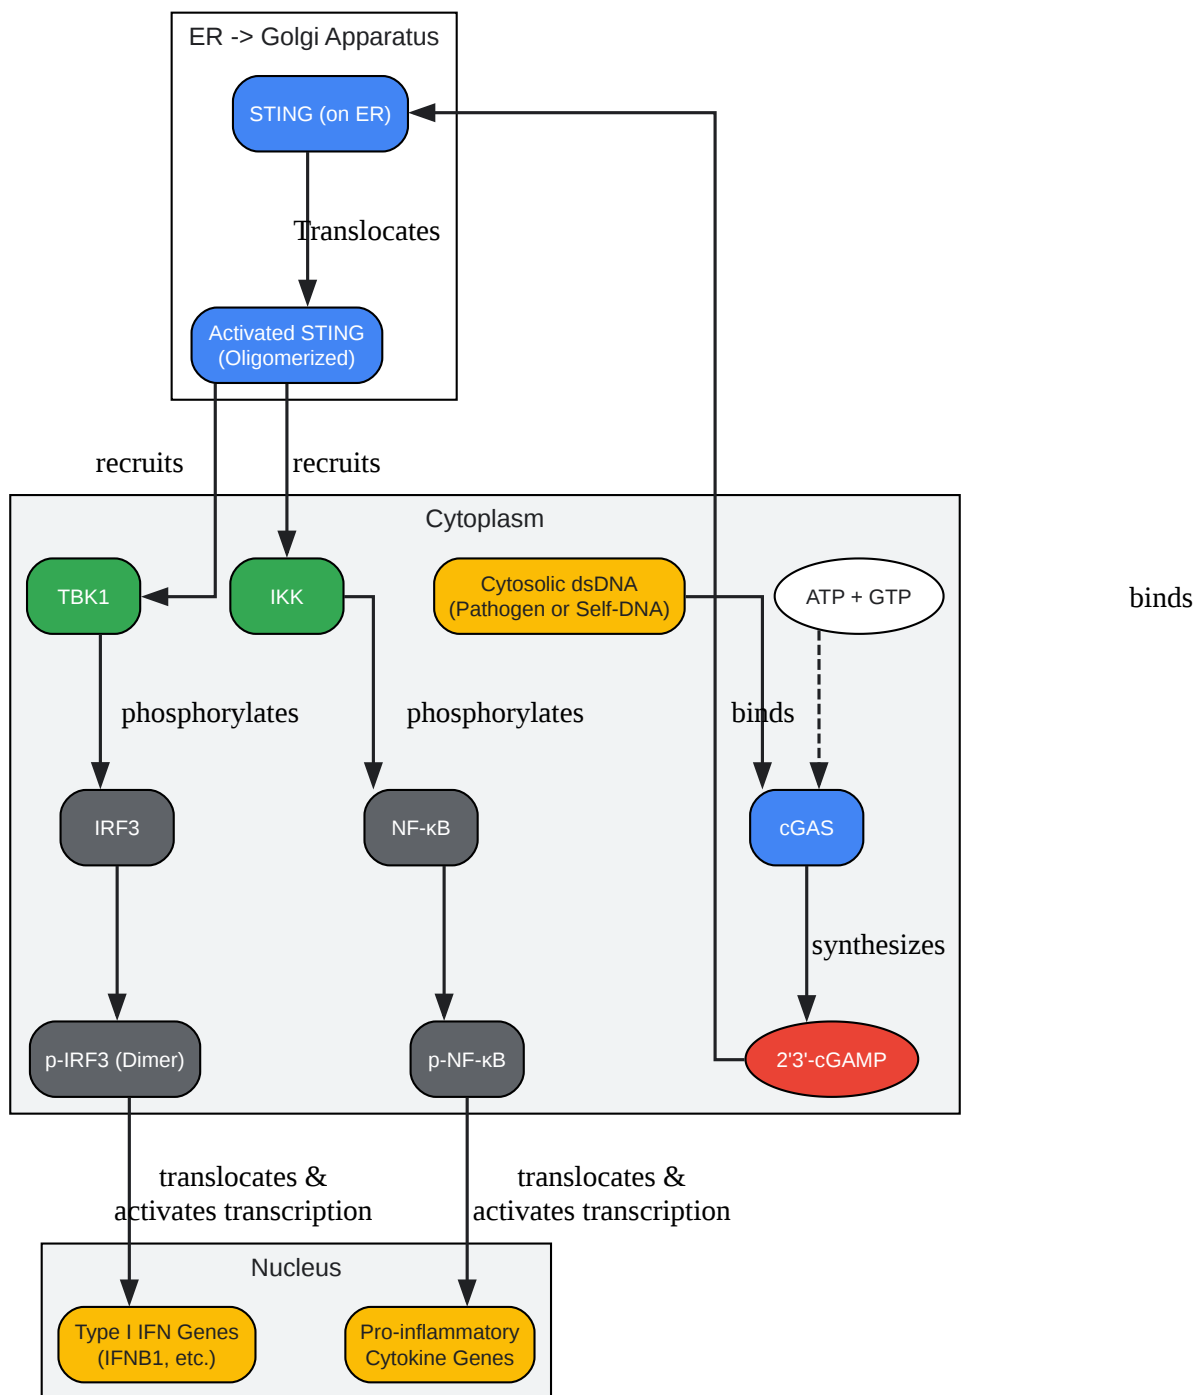 ER -> Golgi Apparatus
STING (on ER)
Translocates
Activated STING
(Oligomerized)
recruits
recruits
Cytoplasm
TBK1
IKK
Cytosolic dsDNA
(Pathogen or Self-DNA)
ATP + GTP
binds
phosphorylates
phosphorylates
binds
IRF3
NF-κB
cGAS
synthesizes
p-IRF3 (Dimer)
p-NF-κB
2'3'-cGAMP
translocates &
activates transcription
translocates &
activates transcription
Nucleus
Type I IFN Genes
(IFNB1, etc.)
Pro-inflammatory
Cytokine Genes